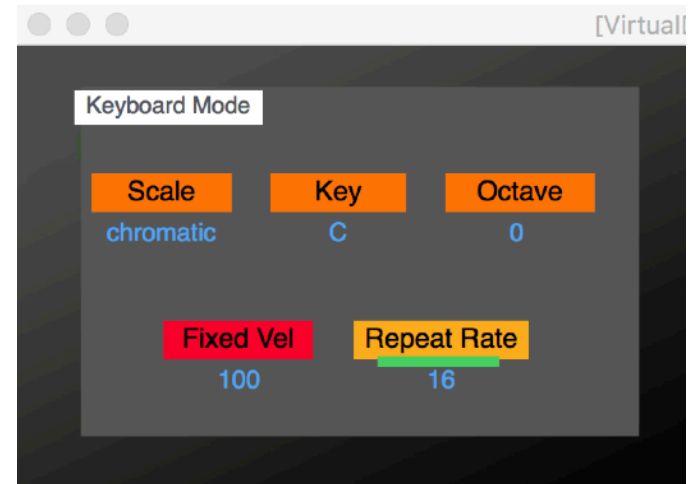 [Virtual
Keyboard Mode
Scale Key Octave
chromatic C 0
Fixed Vel Repeat Rate
100 16